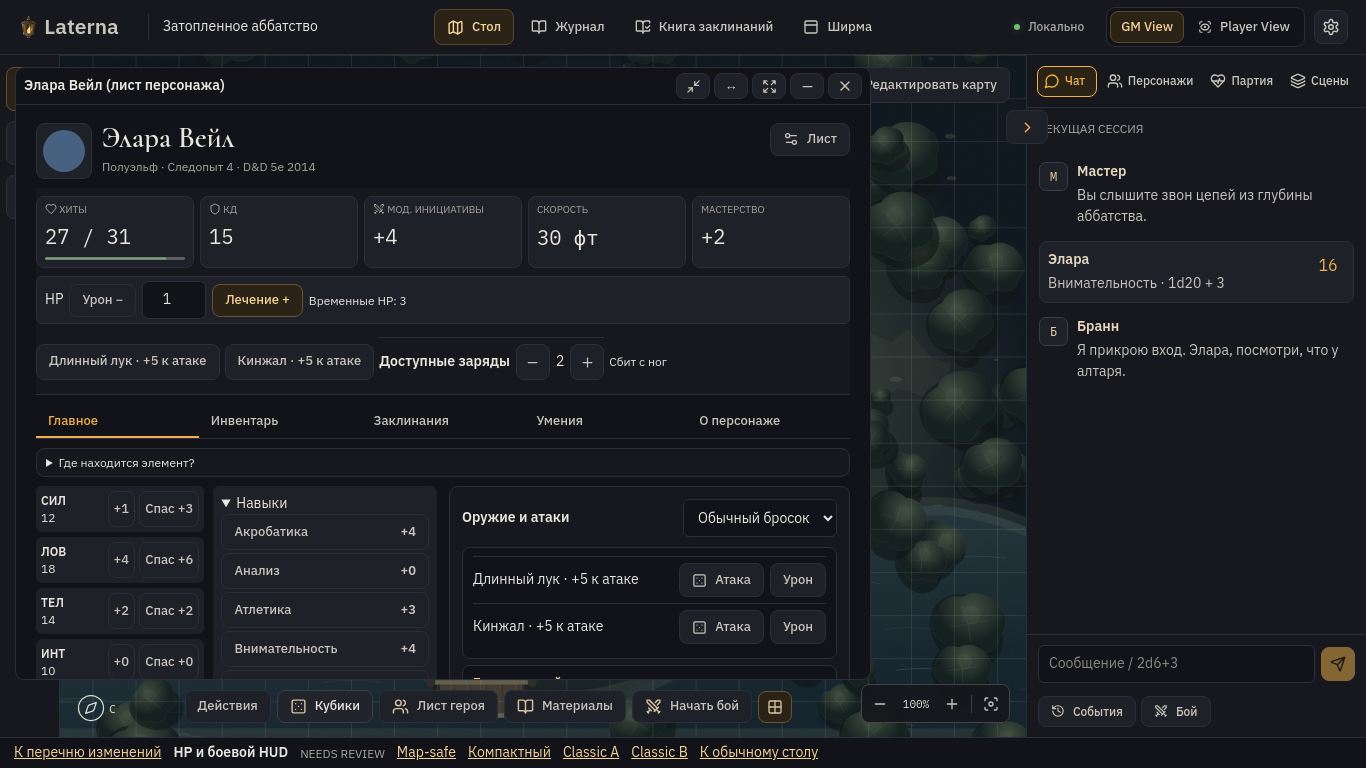 Laterna
Затопленное аббатство
Стол
Журнал
Книга заклинаний
Ширма
Локально
GM View
Player View
Элара Вейл (лист персонажа)
Редактировать карту
Чат
Персонажи
Партия
Сцены
Элара Вейл
Полуэльф · Следопыт 4 · D&D 5e 2014
Лист
ХИТЫ
27 / 31
КД
15
МОД. ИНИЦИАТИВЫ
+4
СКОРОСТЬ
30 фт
МАСТЕРСТВО
+2
HP
Урон −
1
Лечение +
Временные HP: 3
Длинный лук · +5 к атаке
Кинжал · +5 к атаке
Доступные заряды
−
2
+
Сбит с ног
Главное
Инвентарь
Заклинания
Умения
О персонаже
Где находится элемент?
СИЛ
12
+1
Спас +3
ЛОВ
18
+4
Спас +6
ТЕЛ
14
+2
Спас +2
ИНТ
10
+0
Спас +0
Навыки
Акробатика +4
Анализ +0
Атлетика +3
Внимательность +4
Оружие и атаки
Обычный бросок
Длинный лук · +5 к атаке
Атака
Урон
Кинжал · +5 к атаке
Атака
Урон
ЕКУЩАЯ СЕССИЯ
М
Мастер
Вы слышите звон цепей из глубины
аббатства.
Элара
Внимательность · 1d20 + 3
16
Б
Бранн
Я прикрою вход. Элара, посмотри, что у
алтаря.
Сообщение / 2d6+3
События
Бой
С
Действия
Кубики
Лист героя
Материалы
Начать бой
− 100% +
К перечню изменений
HP и боевой HUD
NEEDS REVIEW
Map-safe
Компактный
Classic A
Classic B
К обычному столу